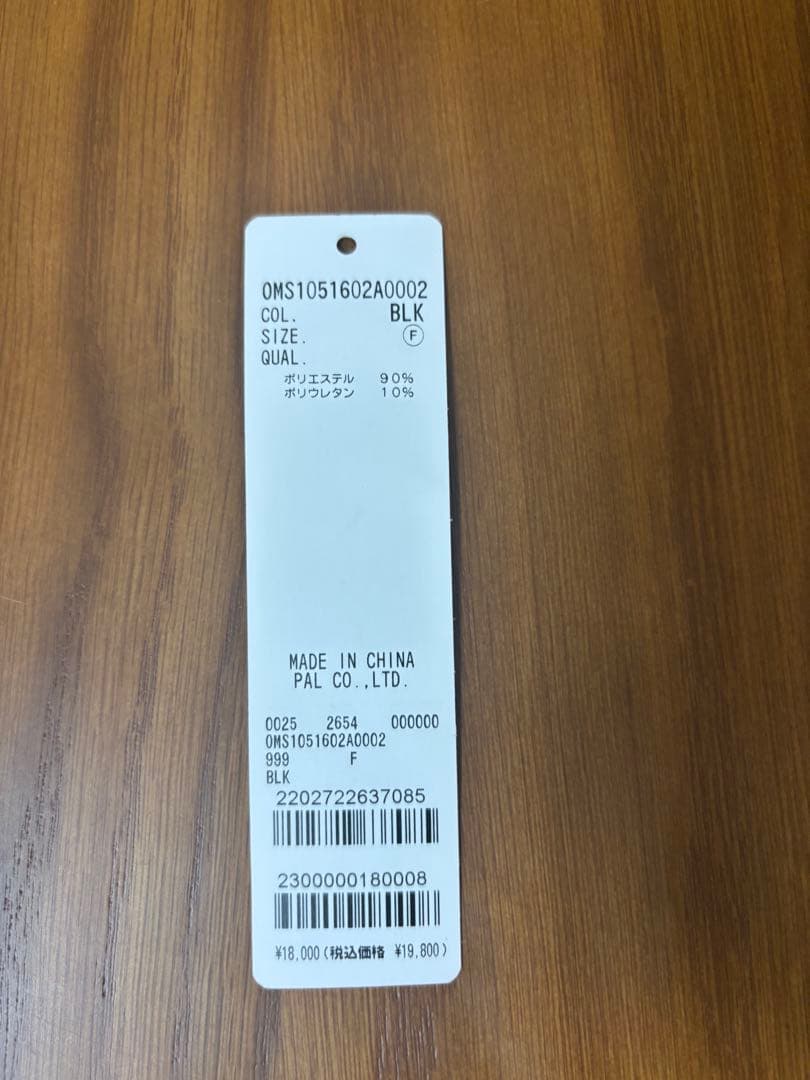 OMS1051602A0002
COL. BLK
SIZE. Ⓕ
QUAL.
ポリエステル 90%
ポリウレタン 10%
MADE IN CHINA
PAL CO.,LTD.
0025 2654 000000
OMS1051602A0002
999 F
BLK
2202722637085
2300000180008
¥18,000(税込価格 ¥19,800)